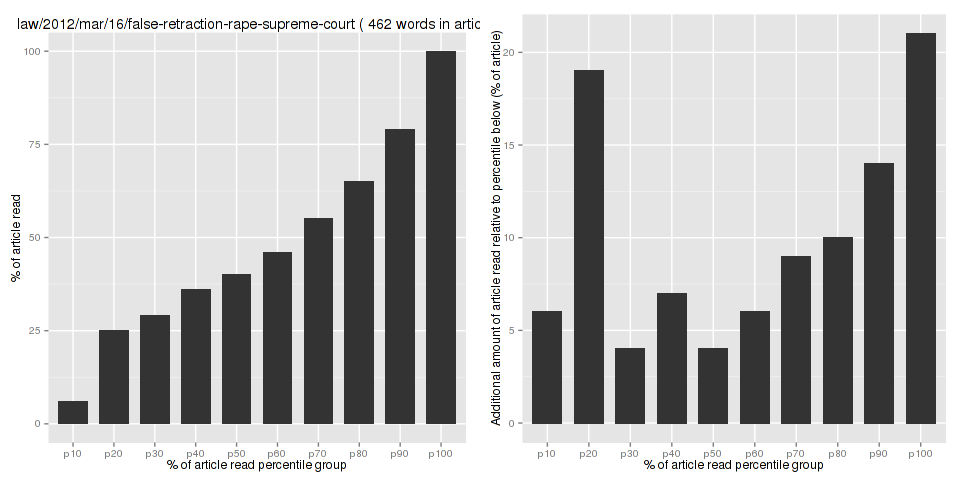 law/2012/mar/16/false-retraction-rape-supreme-court ( 462 words in artic
% of article read
100
75
50
25
0
p10 p20 p30 p40 p50 p60 p70 p80 p90 p100
% of article read percentile group
Additional amount of article read relative to percentile below (% of article)
20
15
10
5
0
p10 p20 p30 p40 p50 p60 p70 p80 p90 p100
% of article read percentile group